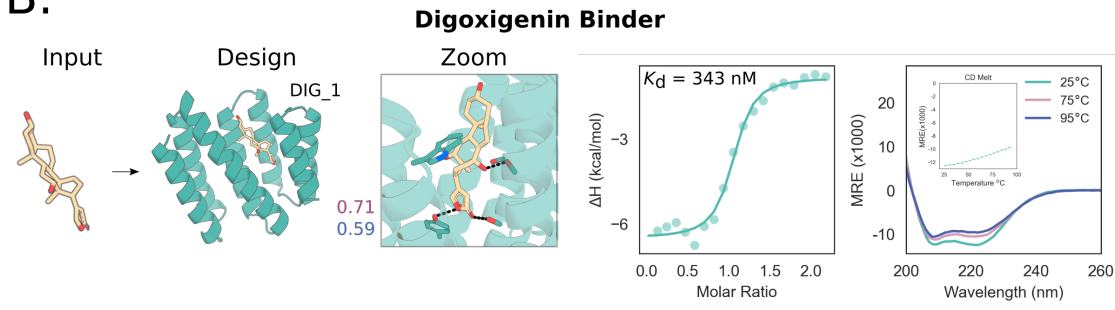 B.
Digoxigenin Binder
Input
Design
Zoom
DIG_1
0.71
0.59
Kd = 343 nM
ΔH (kcal/mol)
−3
−6
0.0 0.5 1.0 1.5 2.0
Molar Ratio
MRE (x1000)
20
10
0
-10
200 220 240 260
Wavelength (nm)
CD Melt
MRE(x1000)
0
-2
-4
-6
-8
-10
-12
25 50 75 100
Temperature °C
25°C
75°C
95°C